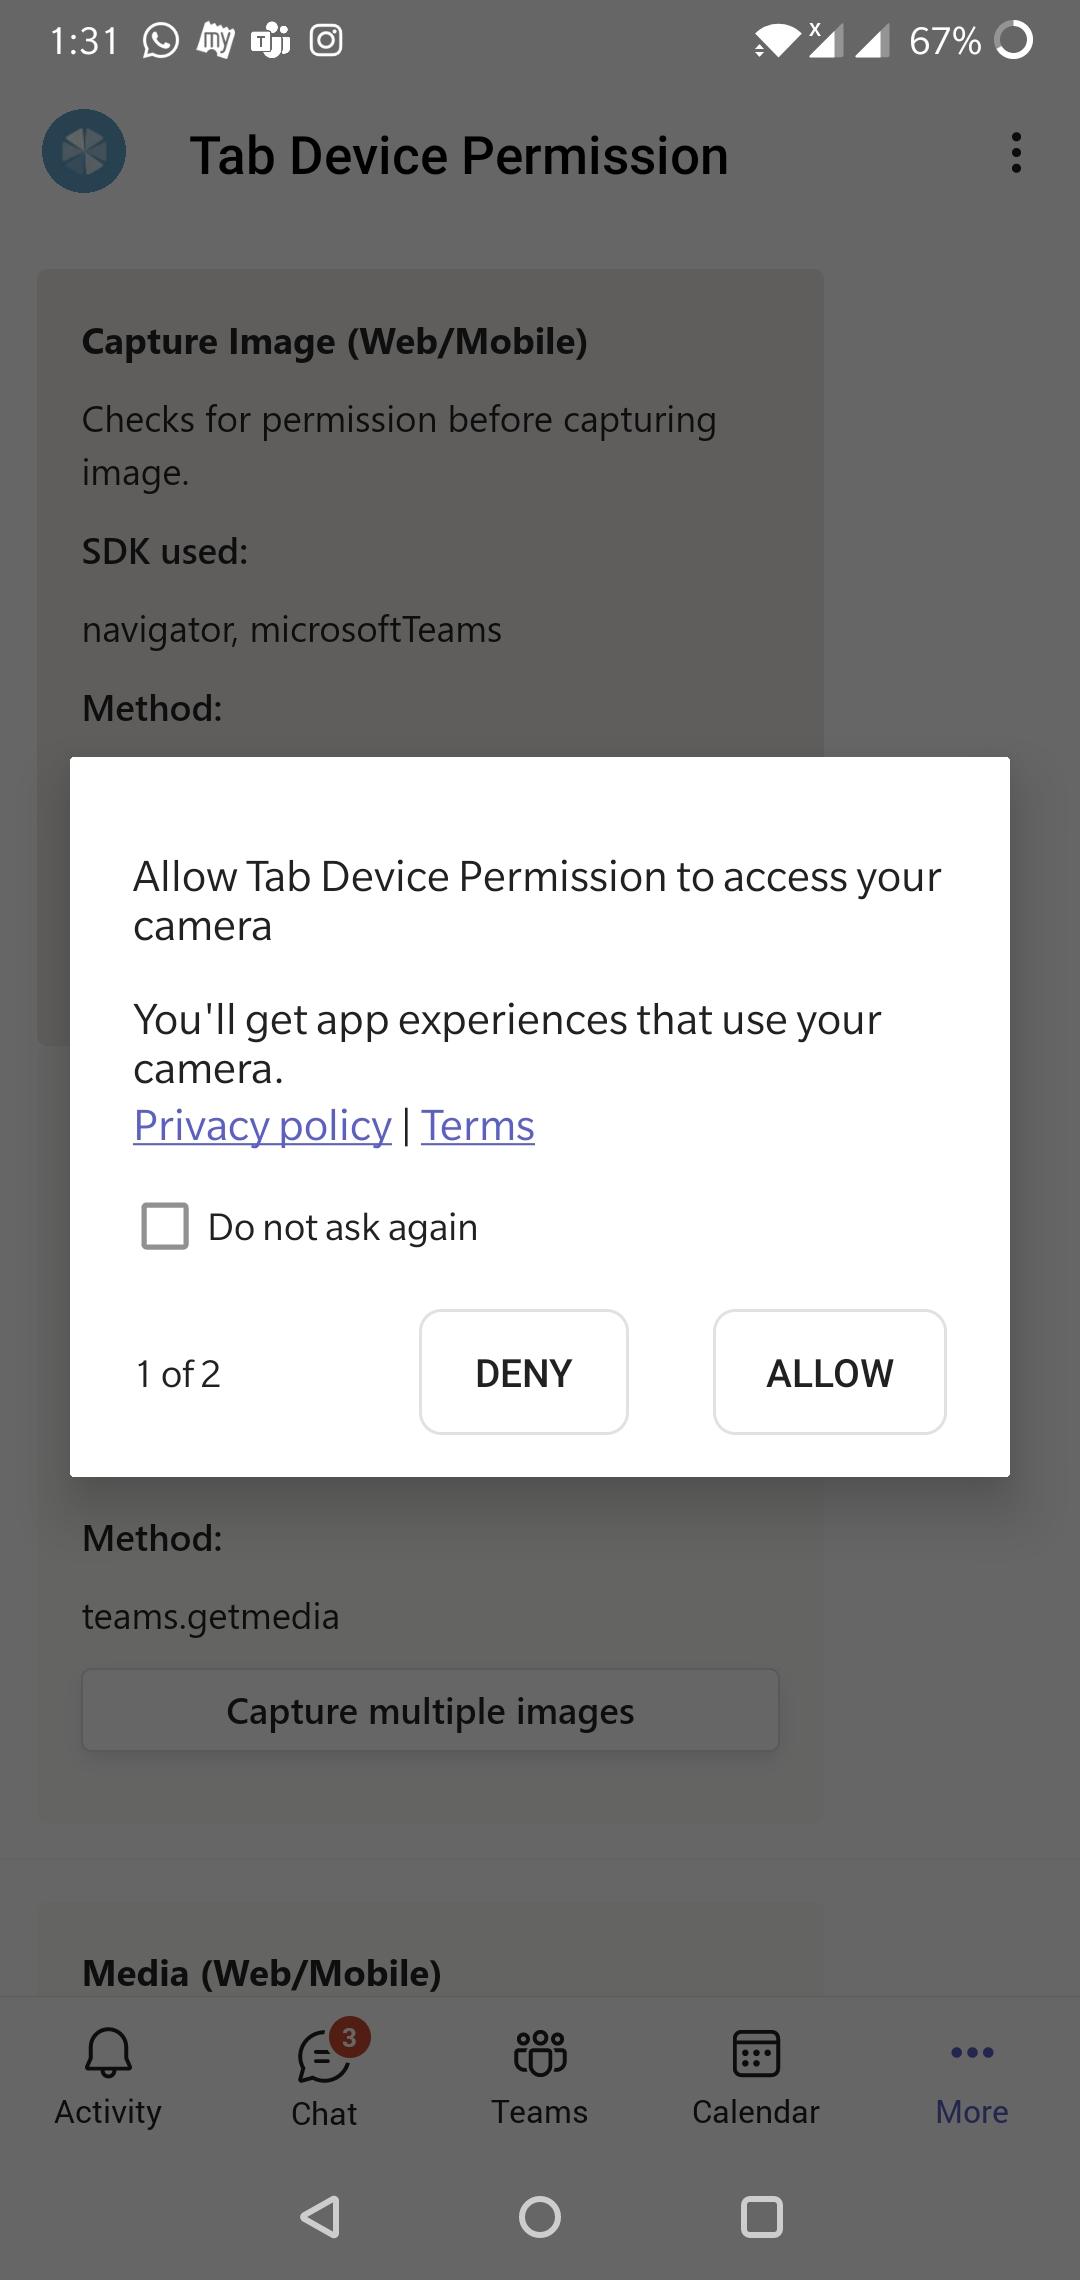 1:31
my
T
x
67%
Tab Device Permission
Capture Image (Web/Mobile)
Checks for permission before capturing
image.
SDK used:
navigator, microsoftTeams
Method:
Allow Tab Device Permission to access your
camera
You'll get app experiences that use your
camera.
Privacy policy | Terms
Do not ask again
1 of 2
DENY
ALLOW
Method:
teams.getmedia
Capture multiple images
Media (Web/Mobile)
3
Activity
Chat
Teams
Calendar
More